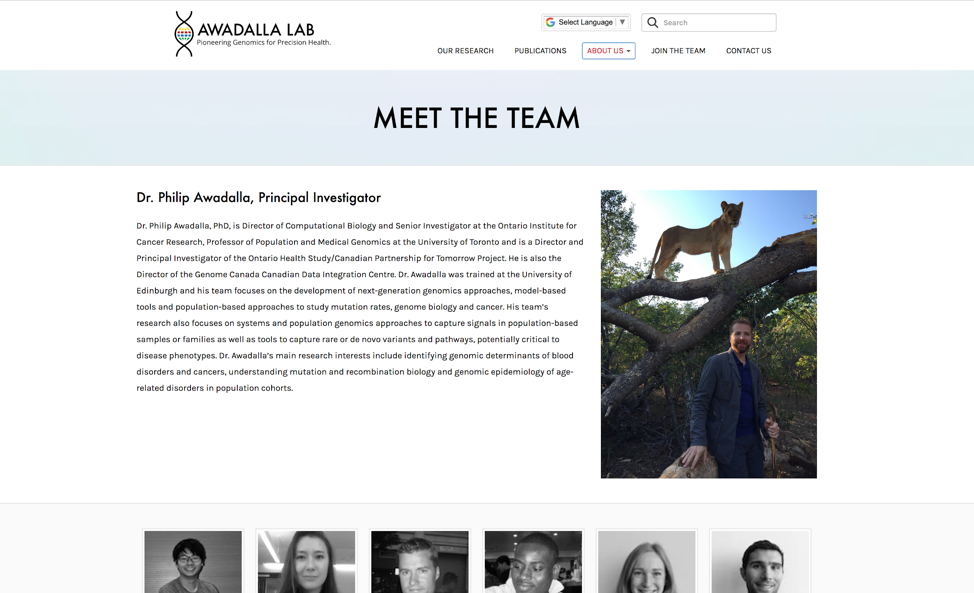 AWADALLA LAB
Pioneering Genomics for Precision Health.
Select Language ▼
Search
OUR RESEARCH
PUBLICATIONS
ABOUT US
JOIN THE TEAM
CONTACT US
MEET THE TEAM
Dr. Philip Awadalla, Principal Investigator
Dr. Philip Awadalla, PhD, is Director of Computational Biology and Senior Investigator at the Ontario Institute for
Cancer Research, Professor of Population and Medical Genomics at the University of Toronto and is a Director and
Principal Investigator of the Ontario Health Study/Canadian Partnership for Tomorrow Project. He is also the
Director of the Genome Canada Canadian Data Integration Centre. Dr. Awadalla was trained at the University of
Edinburgh and his team focuses on the development of next-generation genomics approaches, model-based
tools and population-based approaches to study mutation rates, genome biology and cancer. His team's
research also focuses on systems and population genomics approaches to capture signals in population-based
samples or families as well as tools to capture rare or de novo variants and pathways, potentially critical to
disease phenotypes. Dr. Awadalla's main research interests include identifying genomic determinants of blood
disorders and cancers, understanding mutation and recombination biology and genomic epidemiology of age-
related disorders in population cohorts.